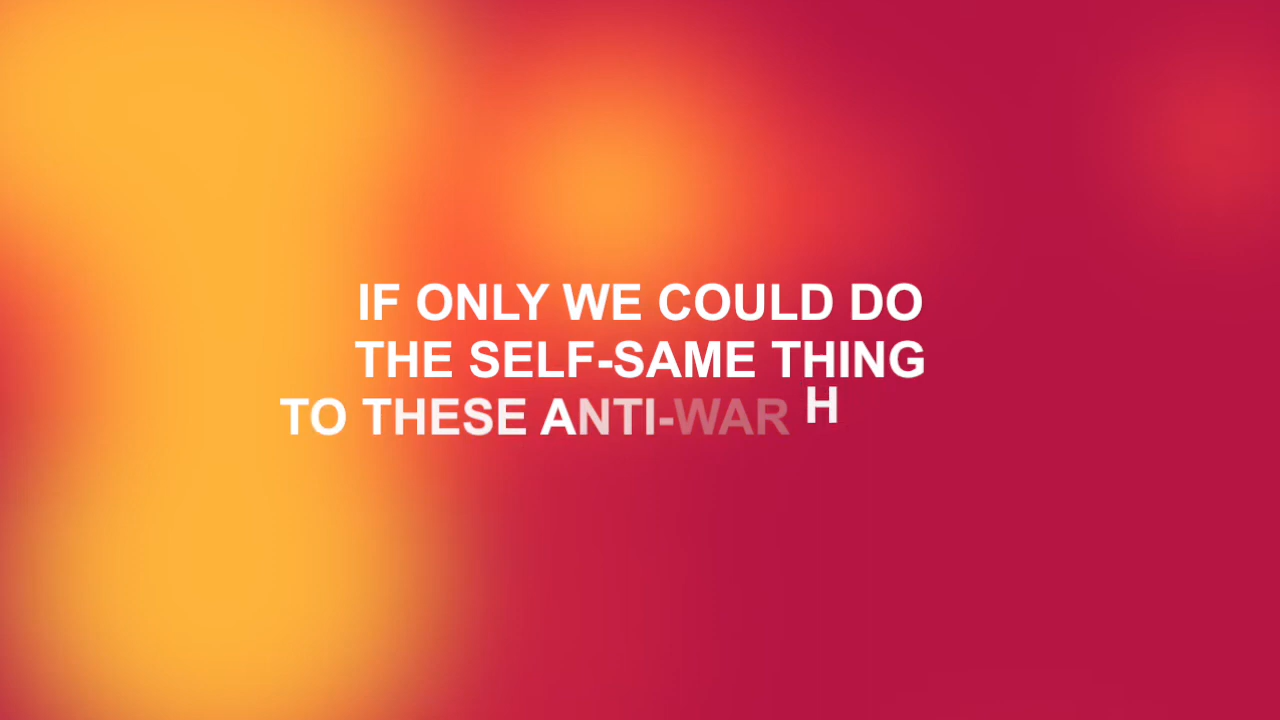 IF ONLY WE COULD DO
THE SELF-SAME THING
TO THESE ANTI-WAR H